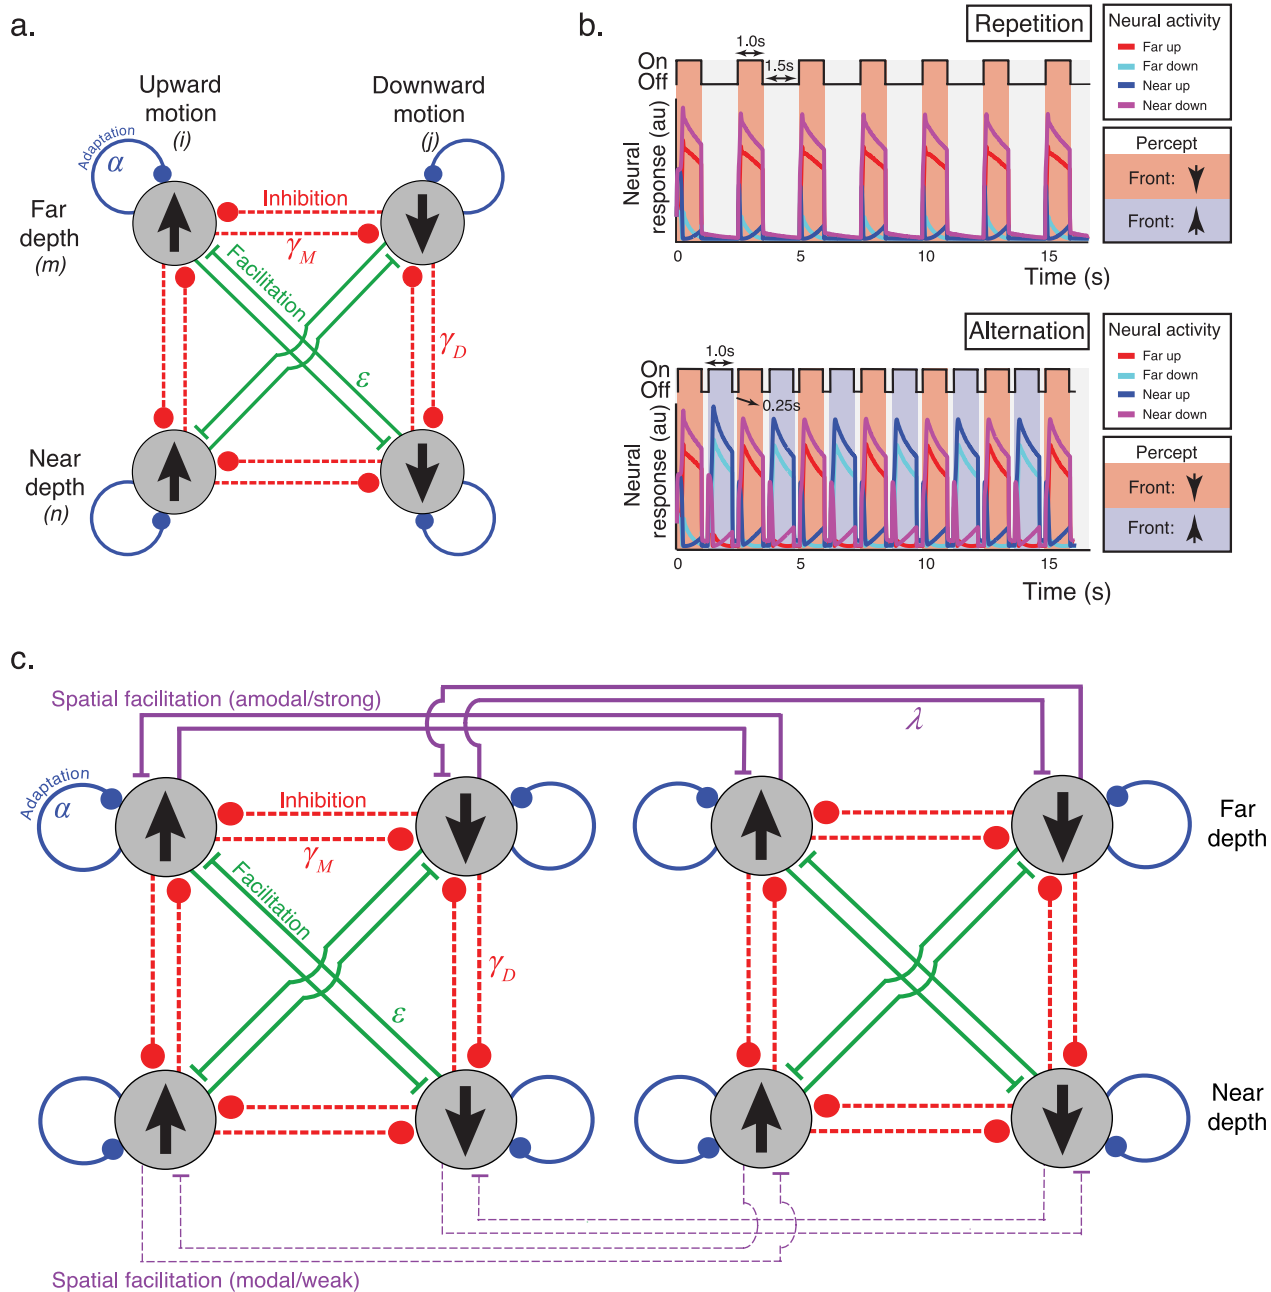 a.
Upward
motion
(i)
Downward
motion
(j)
Adaptation
α
Far
depth
(m)
Inhibition
γM
Facilitation
γD
ε
Near
depth
(n)
b.
Repetition
On
Off
1.0s
1.5s
Neural
response (au)
0
5
10
15
Time (s)
Neural activity
Far up
Far down
Near up
Near down
Percept
Front:
Front:
Alternation
On
Off
1.0s
0.25s
Neural
response (au)
0
5
10
15
Time (s)
Neural activity
Far up
Far down
Near up
Near down
Percept
Front:
Front:
c.
Spatial facilitation (amodal/strong)
λ
Adaptation
α
Inhibition
γM
Facilitation
γD
ε
Far
depth
Near
depth
Spatial facilitation (modal/weak)